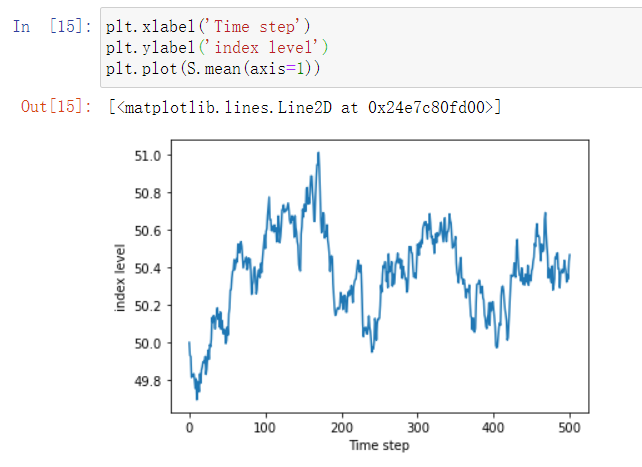 In [15]: plt.xlabel('Time step')
plt.ylabel('index level')
plt.plot(S.mean(axis=1))
Out[15]: [<matplotlib.lines.Line2D at 0x24e7c80fd00>]
51.0
50.8
50.6
50.4
50.2
50.0
49.8
index level
0 100 200 300 400 500
Time step